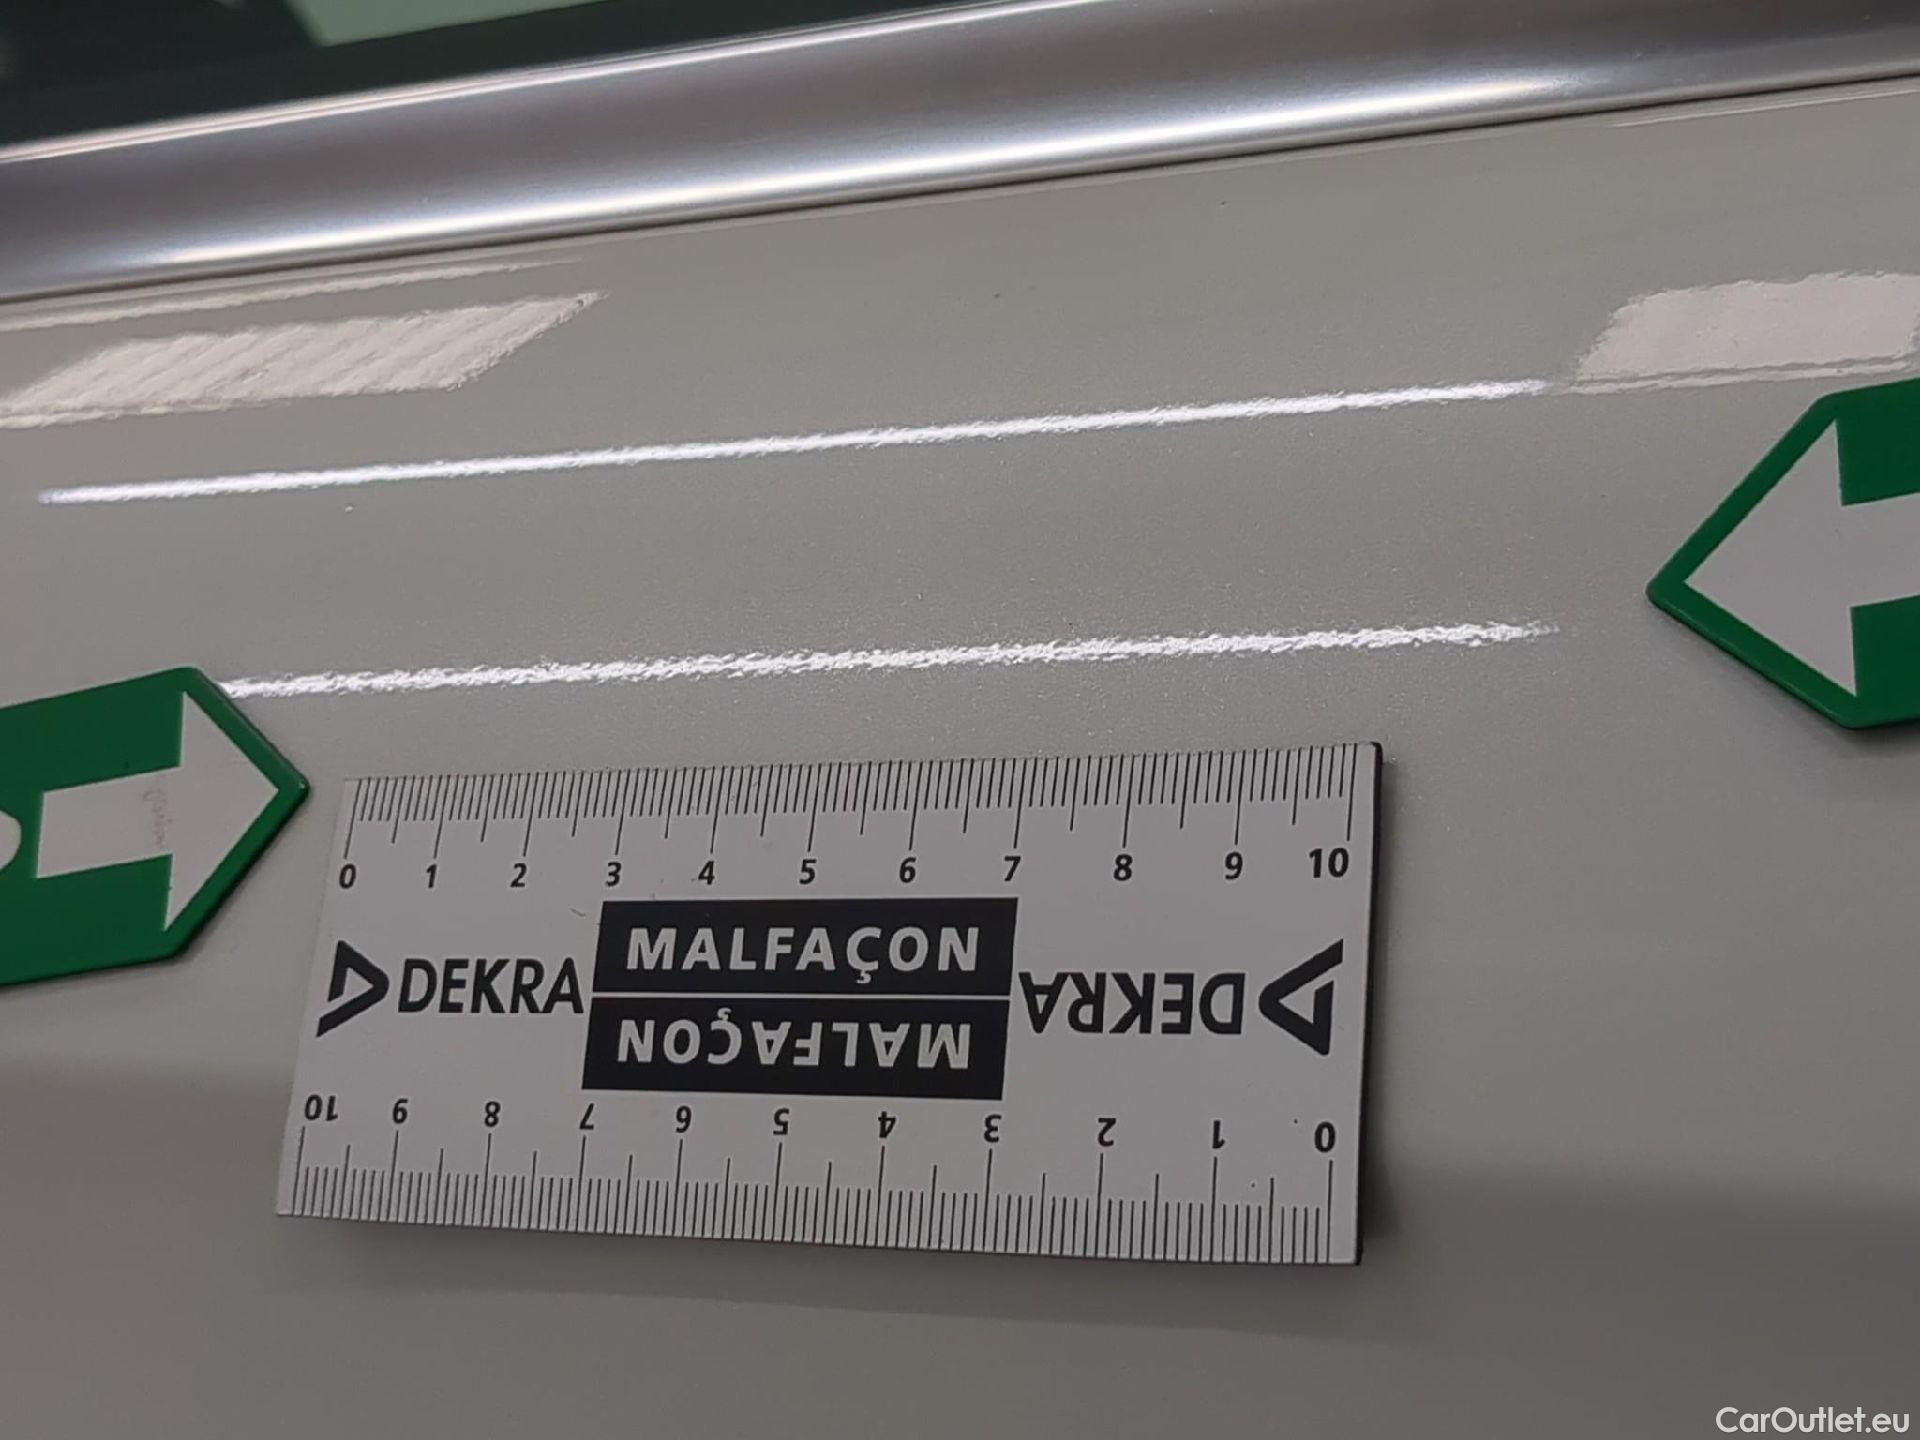 0 1 2 3 4 5 6 7 8 9 10
DEKRA
MALFAÇON
DEKRA
MALFAÇON
10 9 8 7 6 5 4 3 2 1 0
CarOutlet.eu